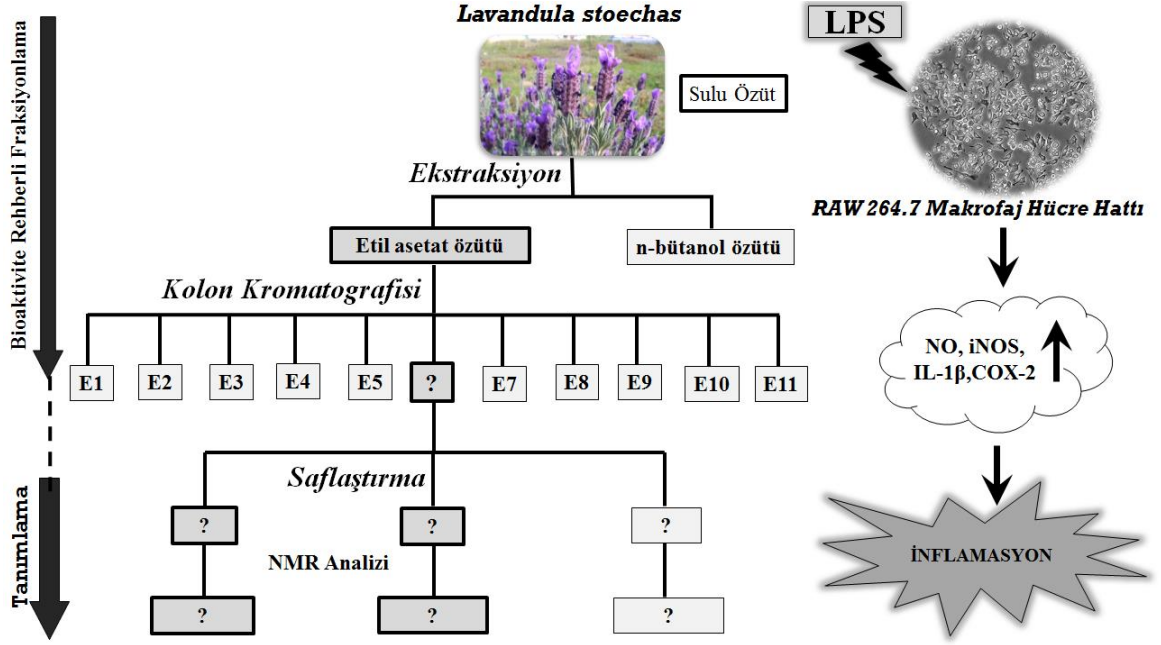 Lavandula stoechas
Sulu Özüt
Ekstraksiyon
Etil asetat özütü
n-bütanol özütü
Kolon Kromatografisi
E1
E2
E3
E4
E5
?
E7
E8
E9
E10
E11
Saflaştırma
?
?
?
NMR Analizi
?
?
?
Bioaktivite Rehberli Fraksiyonlama
Tanımlama
LPS
RAW 264.7 Makrofaj Hücre Hattı
NO, iNOS,
IL-1β,COX-2
İNFLAMASYON